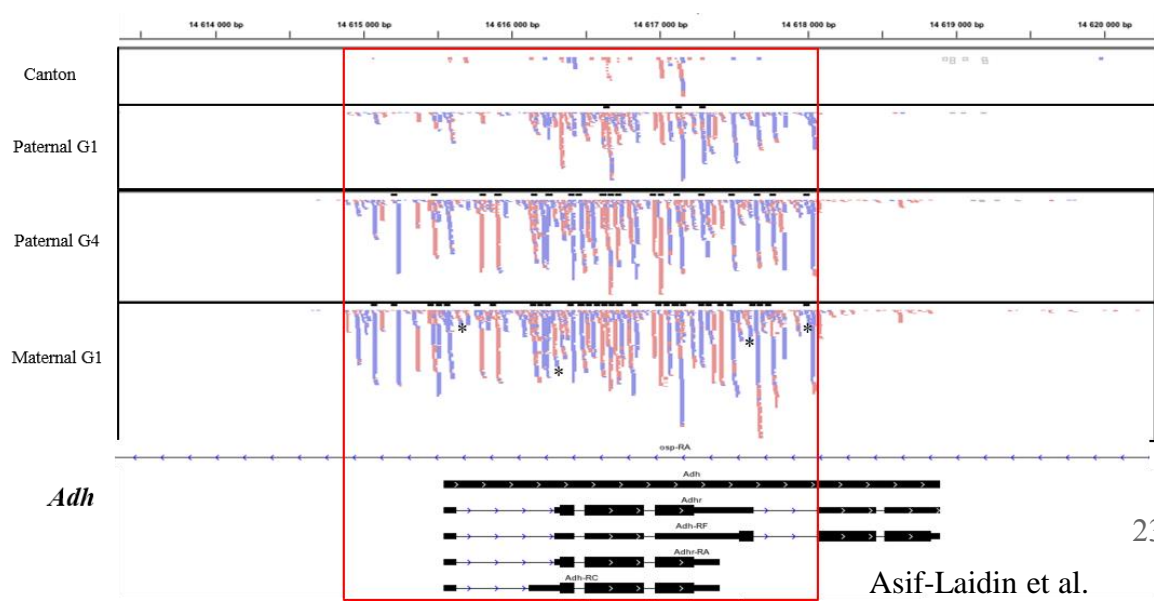 14 614 000 bp 14 615 000 bp 14 616 000 bp 14 617 000 bp 14 618 000 bp 14 619 000 bp 14 620 000 bp
Canton
Paternal G1
Paternal G4
Maternal G1
*
*
*
*
osp-RA
Adh
Adh
Adhr
Adh-RF
Adhr-RA
Adh-RC
23
Asif-Laidin et al.